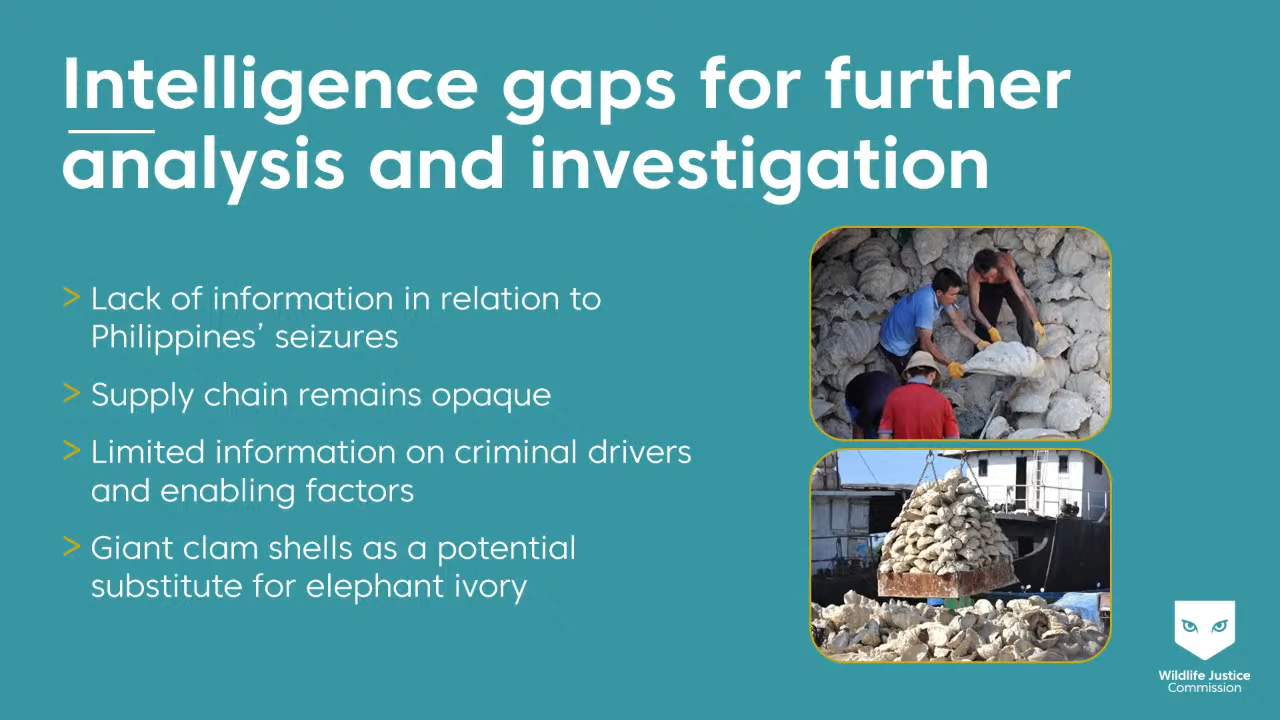 Intelligence gaps for further
analysis and investigation
> Lack of information in relation to
Philippines’ seizures
> Supply chain remains opaque
> Limited information on criminal drivers
and enabling factors
> Giant clam shells as a potential
substitute for elephant ivory
Wildlife Justice
Commission